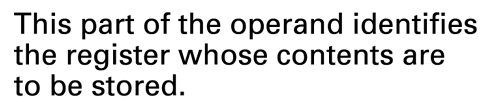 This part of the operand identifies
the register whose contents are
to be stored.